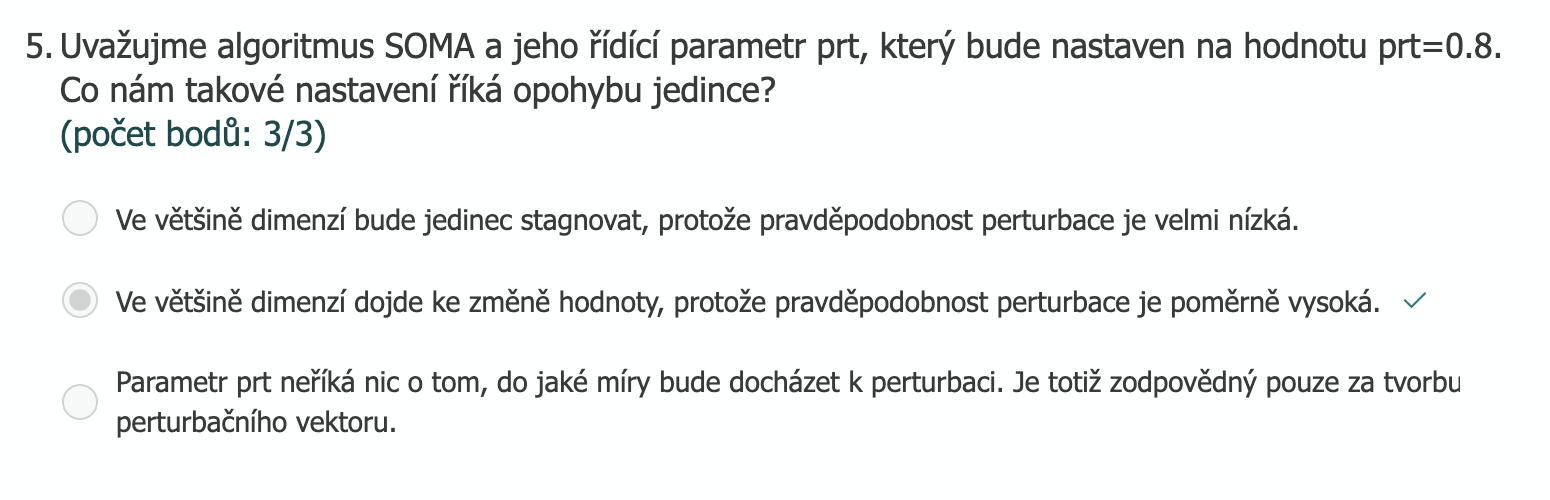 5. Uvažujme algoritmus SOMA a jeho řídící parametr prt, který bude nastaven na hodnotu prt=0.8.
Co nám takové nastavení říká opohybu jedince?
(počet bodů: 3/3)
Ve většině dimenzí bude jedinec stagnovat, protože pravděpodobnost perturbace je velmi nízká.
Ve většině dimenzí dojde ke změně hodnoty, protože pravděpodobnost perturbace je poměrně vysoká.
Parametr prt neříká nic o tom, do jaké míry bude docházet k perturbaci. Je totiž zodpovědný pouze za tvorbu
perturbačního vektoru.